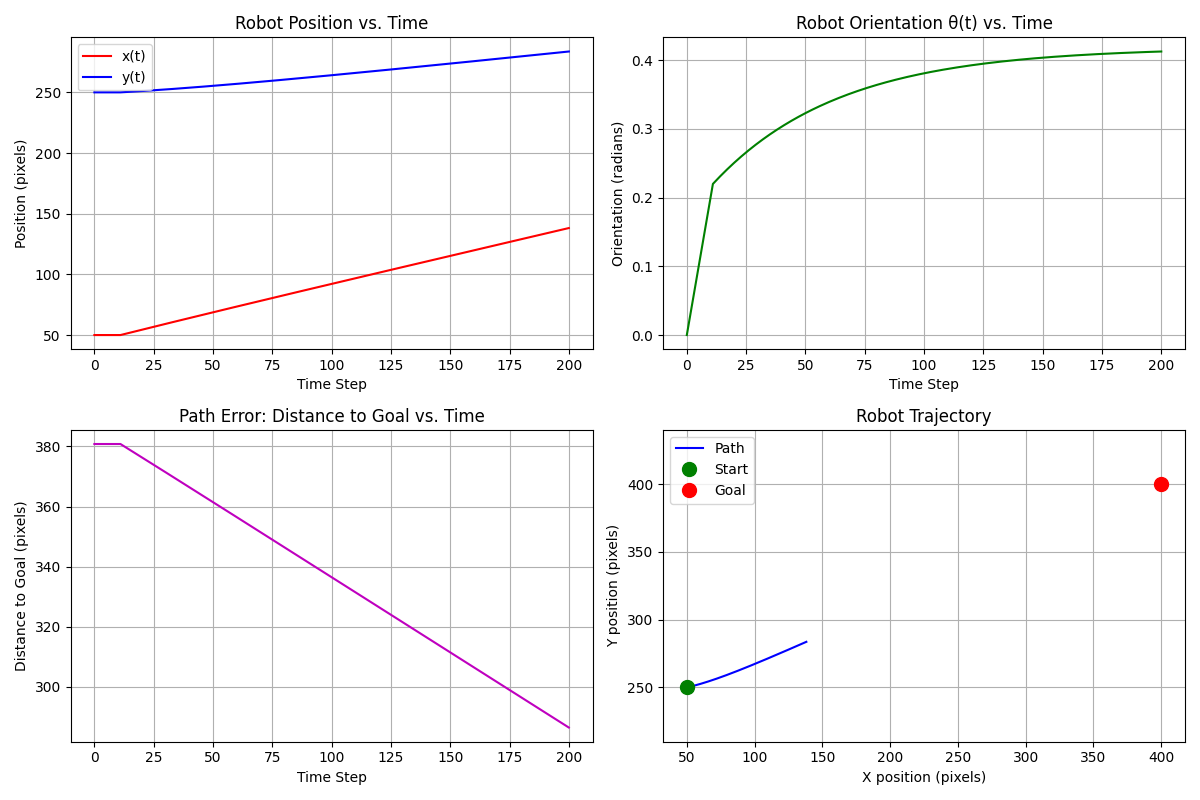 Robot Position vs. Time
x(t)
y(t)
Position (pixels)
250
200
150
100
50
0 25 50 75 100 125 150 175 200
Time Step
Robot Orientation θ(t) vs. Time
Orientation (radians)
0.4
0.3
0.2
0.1
0.0
0 25 50 75 100 125 150 175 200
Time Step
Path Error: Distance to Goal vs. Time
Distance to Goal (pixels)
380
360
340
320
300
0 25 50 75 100 125 150 175 200
Time Step
Robot Trajectory
Path
Start
Goal
Y position (pixels)
400
350
300
250
50 100 150 200 250 300 350 400
X position (pixels)